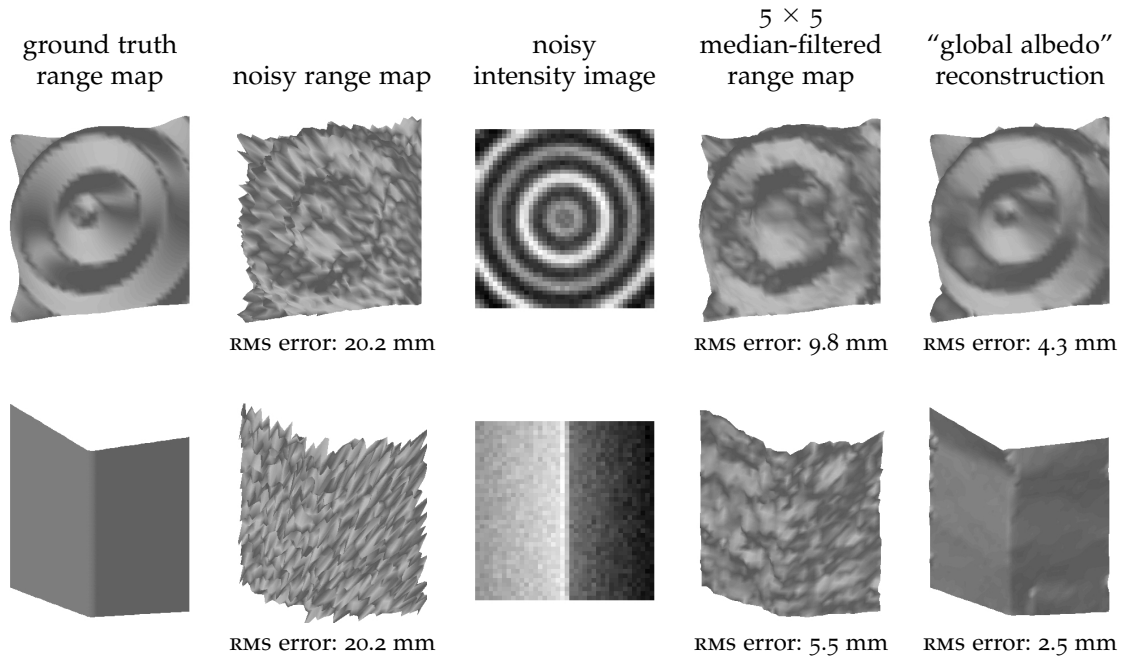 ground truth
range map
noisy range map
noisy
intensity image
5 × 5
median-filtered
range map
“global albedo”
reconstruction
RMS error: 20.2 mm
RMS error: 9.8 mm
RMS error: 4.3 mm
RMS error: 20.2 mm
RMS error: 5.5 mm
RMS error: 2.5 mm